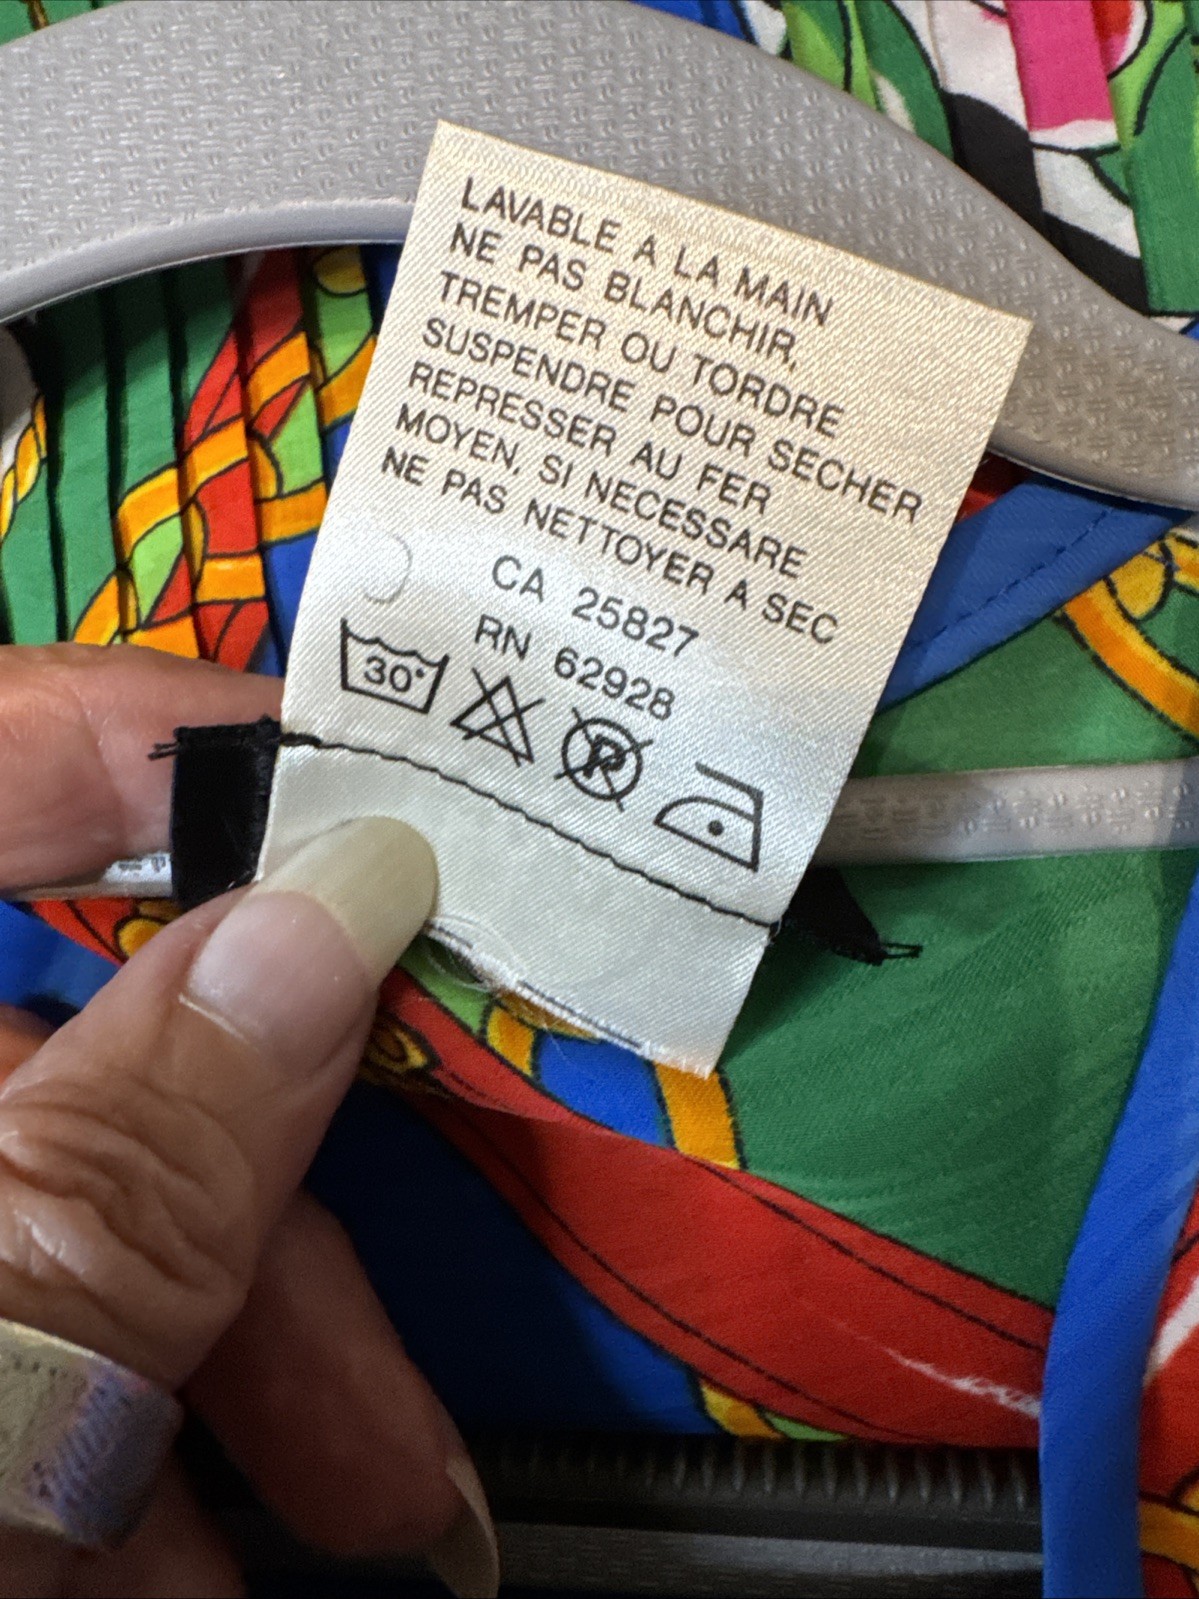 LAVABLE A LA MAIN
NE PAS BLANCHIR,
TREMPER OU TORDRE
SUSPENDRE POUR SECHER
REPRESSER AU FER
MOYEN, SI NECESSARE
NE PAS NETTOYER A SEC
CA 25827
RN 62928
30°
P